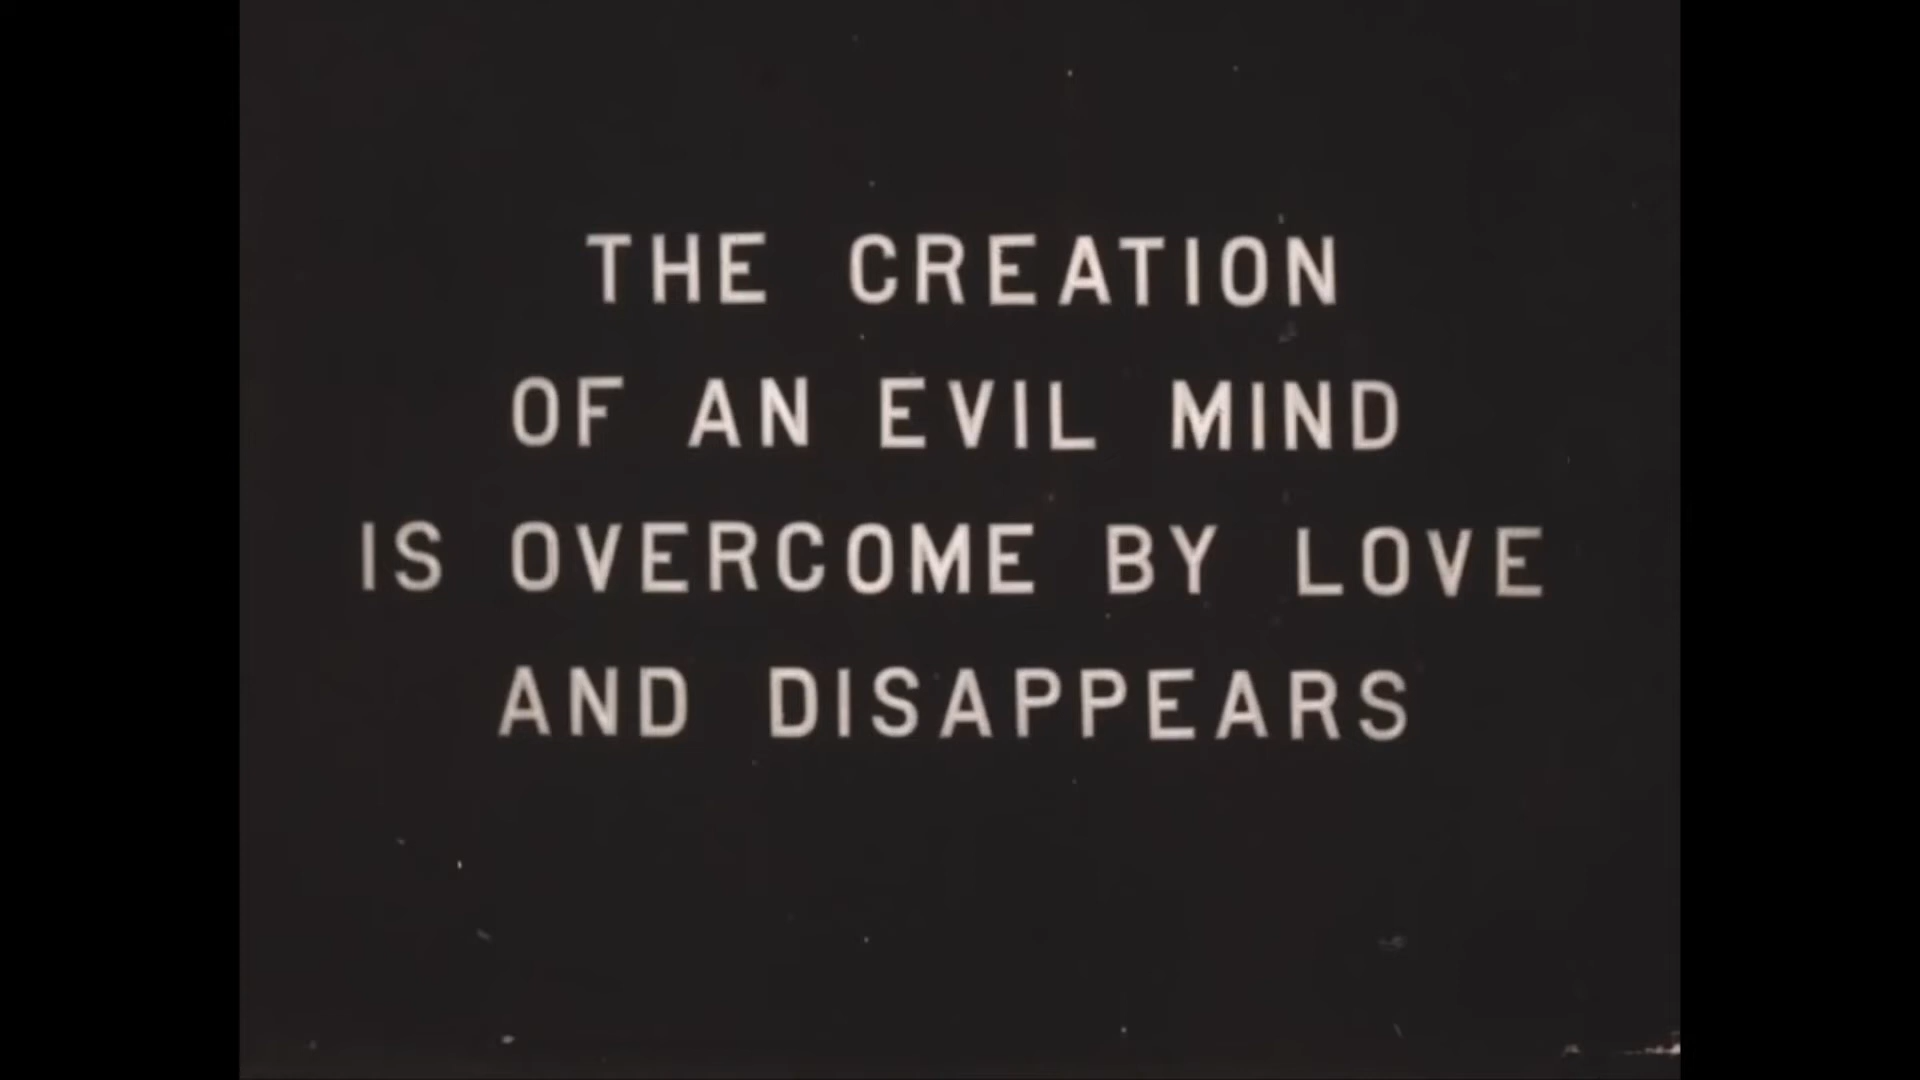 THE CREATION
OF AN EVIL MIND
IS OVERCOME BY LOVE
AND DISAPPEARS